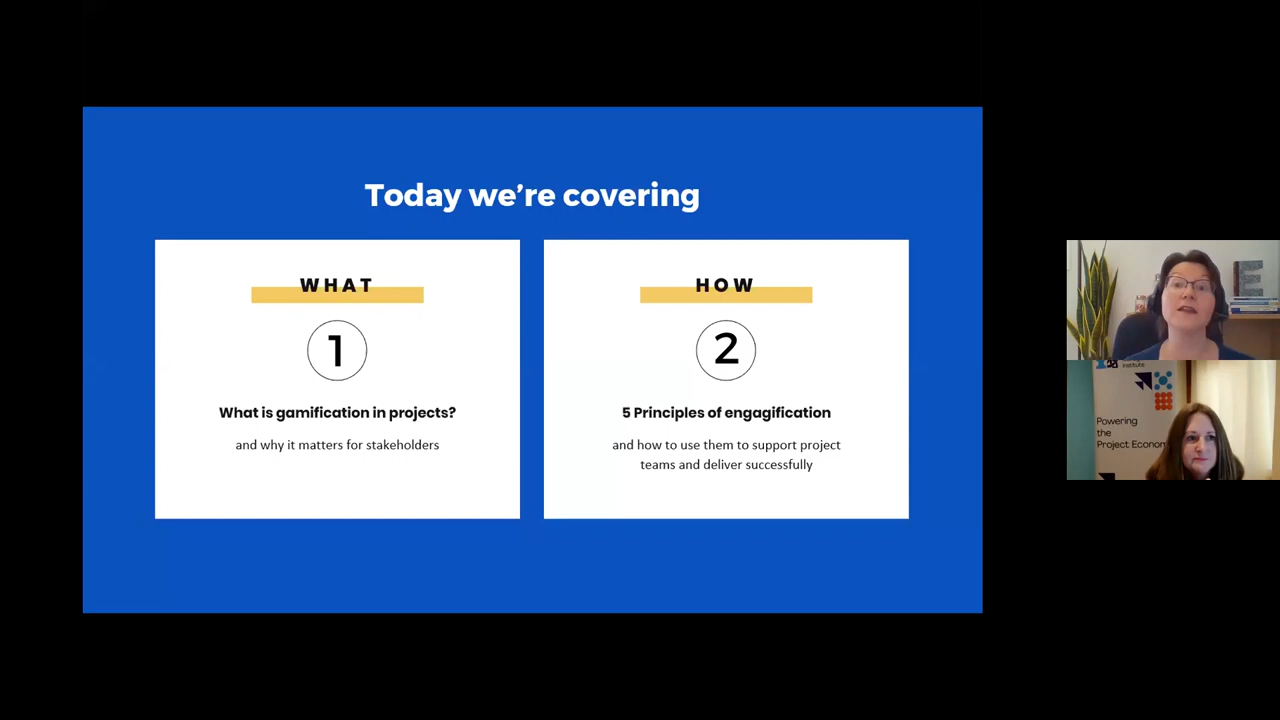 Today we're covering
WHAT
1
What is gamification in projects?
and why it matters for stakeholders
HOW
2
5 Principles of engagification
and how to use them to support project
teams and deliver successfully
E
Institute
Powering
the
Project Econom